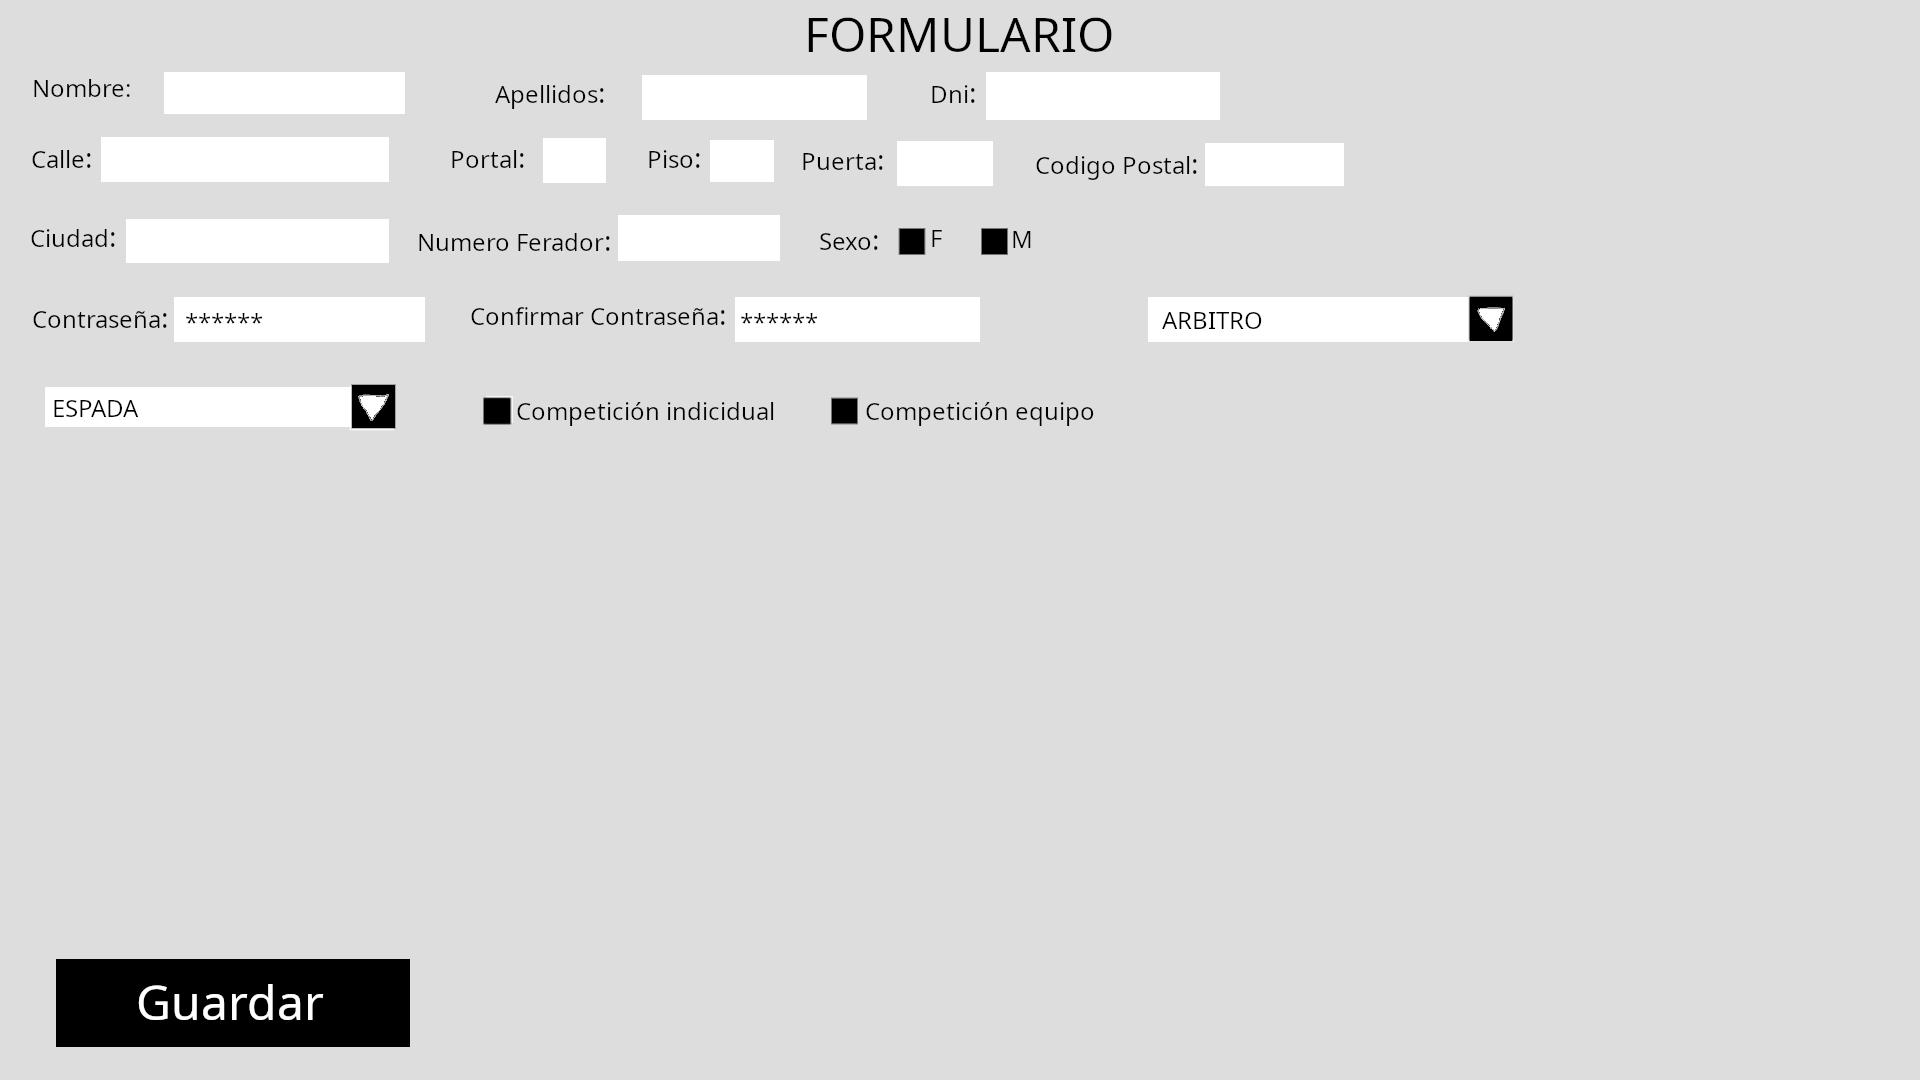 FORMULARIO
Nombre: Apellidos: Dni:
Calle: Portal: Piso: Puerta: Codigo Postal:
Ciudad: Numero Ferador: Sexo: F M
Contraseña: ****** Confirmar Contraseña: ****** ARBITRO
ESPADA Competición indicidual Competición equipo
Guardar